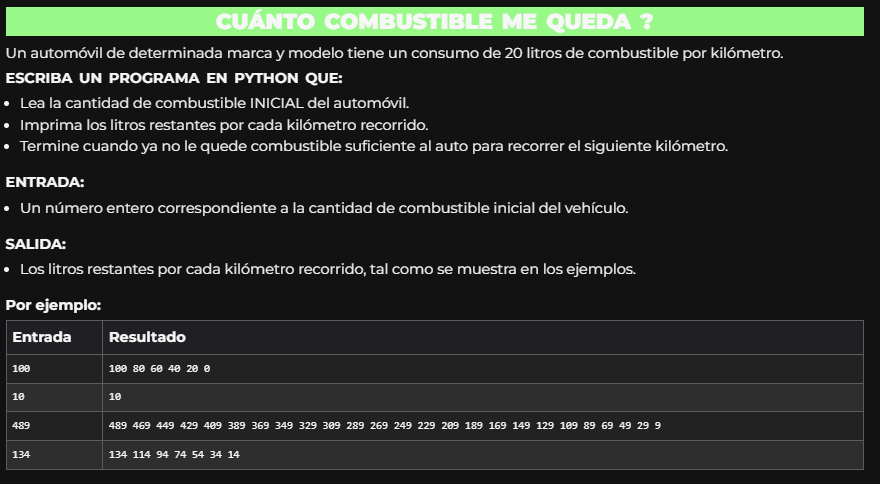 CUÁNTO COMBUSTIBLE ME QUEDA ?
Un automóvil de determinada marca y modelo tiene un consumo de 20 litros de combustible por kilómetro.
ESCRIBA UN PROGRAMA EN PYTHON QUE:
• Lea la cantidad de combustible INICIAL del automóvil.
• Imprima los litros restantes por cada kilómetro recorrido.
• Termine cuando ya no le quede combustible suficiente al auto para recorrer el siguiente kilómetro.
ENTRADA:
• Un número entero correspondiente a la cantidad de combustible inicial del vehículo.
SALIDA:
• Los litros restantes por cada kilómetro recorrido, tal como se muestra en los ejemplos.
Por ejemplo:
Entrada Resultado
100 100 80 60 40 20 0
10 10
489 489 469 449 429 409 389 369 349 329 309 289 269 249 229 209 189 169 149 129 109 89 69 49 29 9
134 134 114 94 74 54 34 14